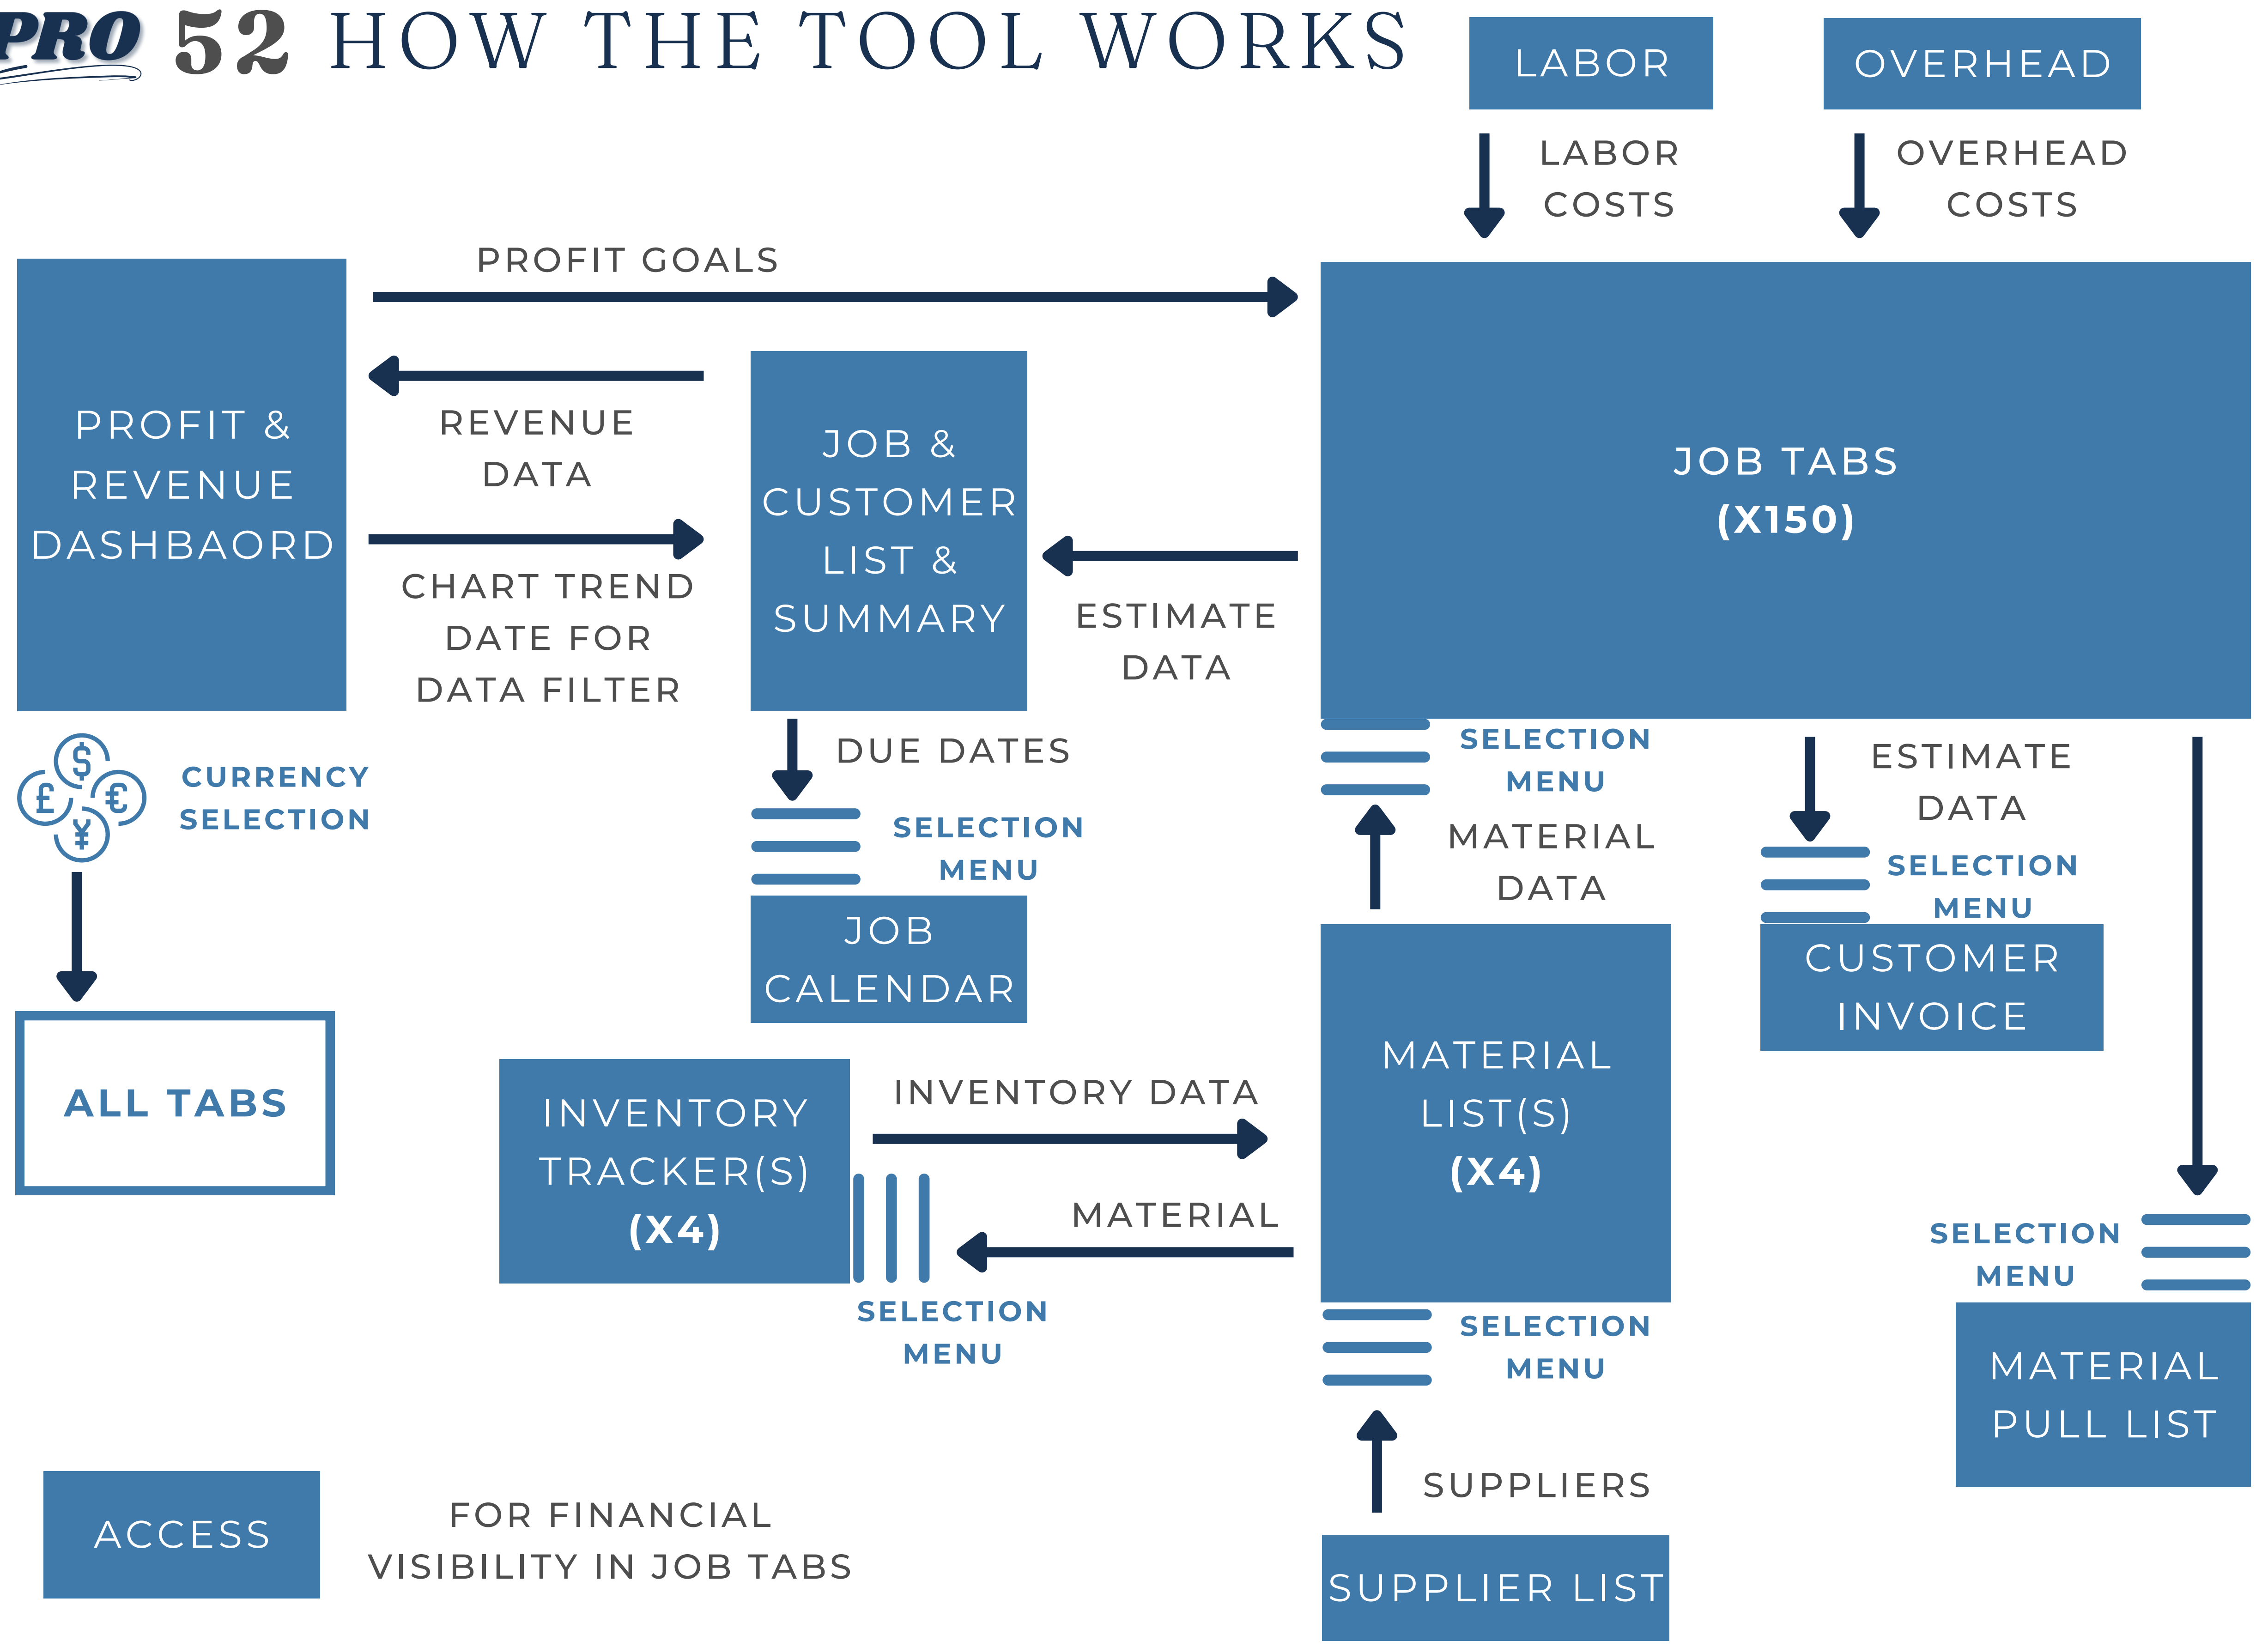 PRO 52 HOW THE TOOL WORKS
LABOR
OVERHEAD
LABOR
COSTS
OVERHEAD
COSTS
PROFIT GOALS
PROFIT &
REVENUE
DASHBAORD
REVENUE
DATA
CHART TREND
DATE FOR
DATA FILTER
JOB &
CUSTOMER
LIST &
SUMMARY
ESTIMATE
DATA
JOB TABS
(X150)
$
£
€
¥
CURRENCY
SELECTION
ALL TABS
DUE DATES
SELECTION
MENU
JOB
CALENDAR
SELECTION
MENU
MATERIAL
DATA
ESTIMATE
DATA
SELECTION
MENU
CUSTOMER
INVOICE
INVENTORY
TRACKER(S)
(X4)
INVENTORY DATA
MATERIAL
SELECTION
MENU
MATERIAL
LIST(S)
(X4)
SELECTION
MENU
SUPPLIERS
SUPPLIER LIST
SELECTION
MENU
MATERIAL
PULL LIST
ACCESS
FOR FINANCIAL
VISIBILITY IN JOB TABS